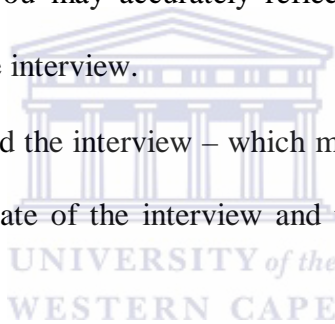 ou may accurately reflec
interview.
d the interview – which m
ate of the interview and
UNIVERSITY of the
WESTERN CAPE